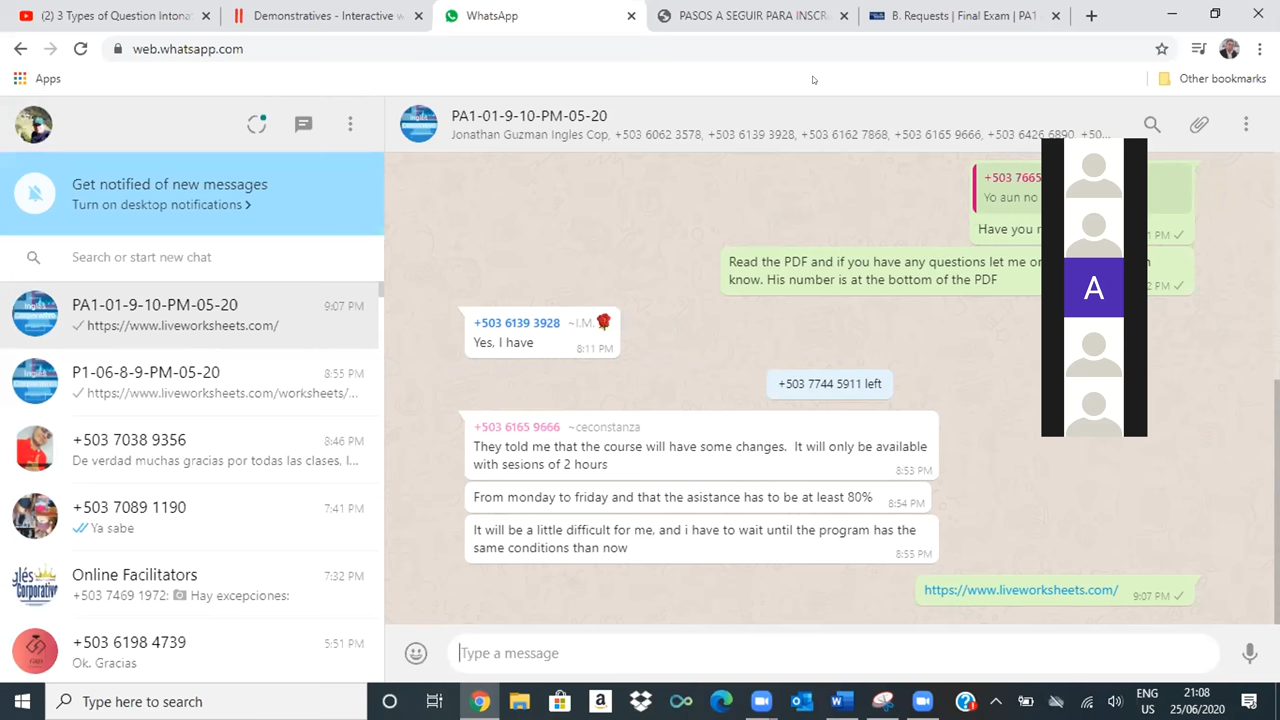 (2) 3 Types of Question Intona
Demonstratives - Interactive w
WhatsApp
PASOS A SEGUIR PARA INSCR
B. Requests | Final Exam | PA1
web.whatsapp.com
Apps
Other bookmarks
Get notified of new messages
Turn on desktop notifications >
Search or start new chat
PA1-01-9-10-PM-05-20
9:07 PM
https://www.liveworksheets.com/
P1-06-8-9-PM-05-20
8:55 PM
https://www.liveworksheets.com/worksheets/...
+503 7038 9356
8:46 PM
De verdad muchas gracias por todas las clases, l...
+503 7089 1190
7:41 PM
Ya sabe
Online Facilitators
7:32 PM
+503 7469 1972: Hay excepciones:
+503 6198 4739
5:51 PM
Ok. Gracias
PA1-01-9-10-PM-05-20
Jonathan Guzman Ingles Cop, +503 6062 3578, +503 6139 3928, +503 6162 7868, +503 6165 9666, +503 6426 6890, +50...
+503 7665
Yo aun no
Have you r
1 PM
Read the PDF and if you have any questions let me or
know. His number is at the bottom of the PDF
2 PM
A
+503 6139 3928 ~I.M.
Yes, I have
8:11 PM
+503 7744 5911 left
+503 6165 9666 ~ceconstanza
They told me that the course will have some changes. It will only be available
with sesions of 2 hours
8:53 PM
From monday to friday and that the asistance has to be at least 80%
8:54 PM
It will be a little difficult for me, and i have to wait until the program has the
same conditions than now
8:55 PM
https://www.liveworksheets.com/
9:07 PM
Type a message
Type here to search
ENG
ES
21:08
25/06/2020